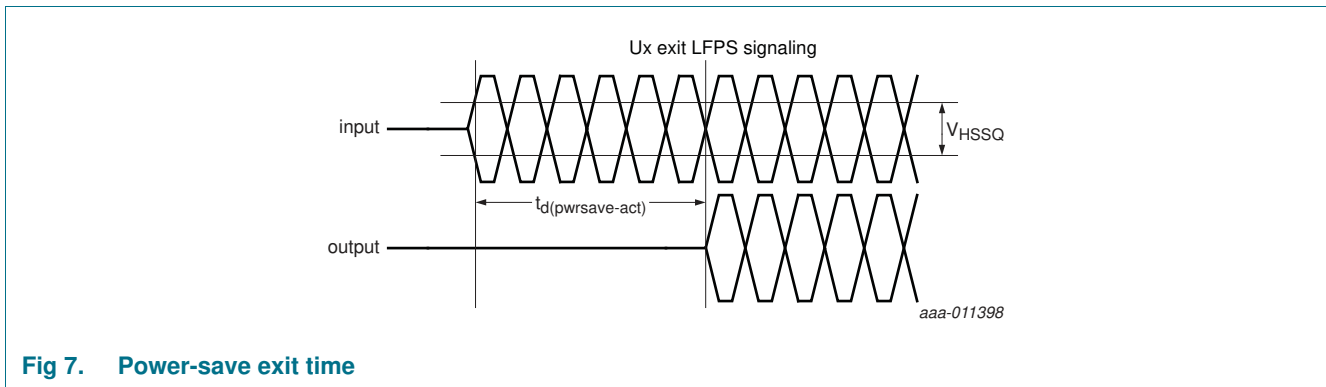 Ux exit LFPS signaling
input
VHSSQ
td(pwrsave-act)
output
aaa-011398
Fig 7. Power-save exit time